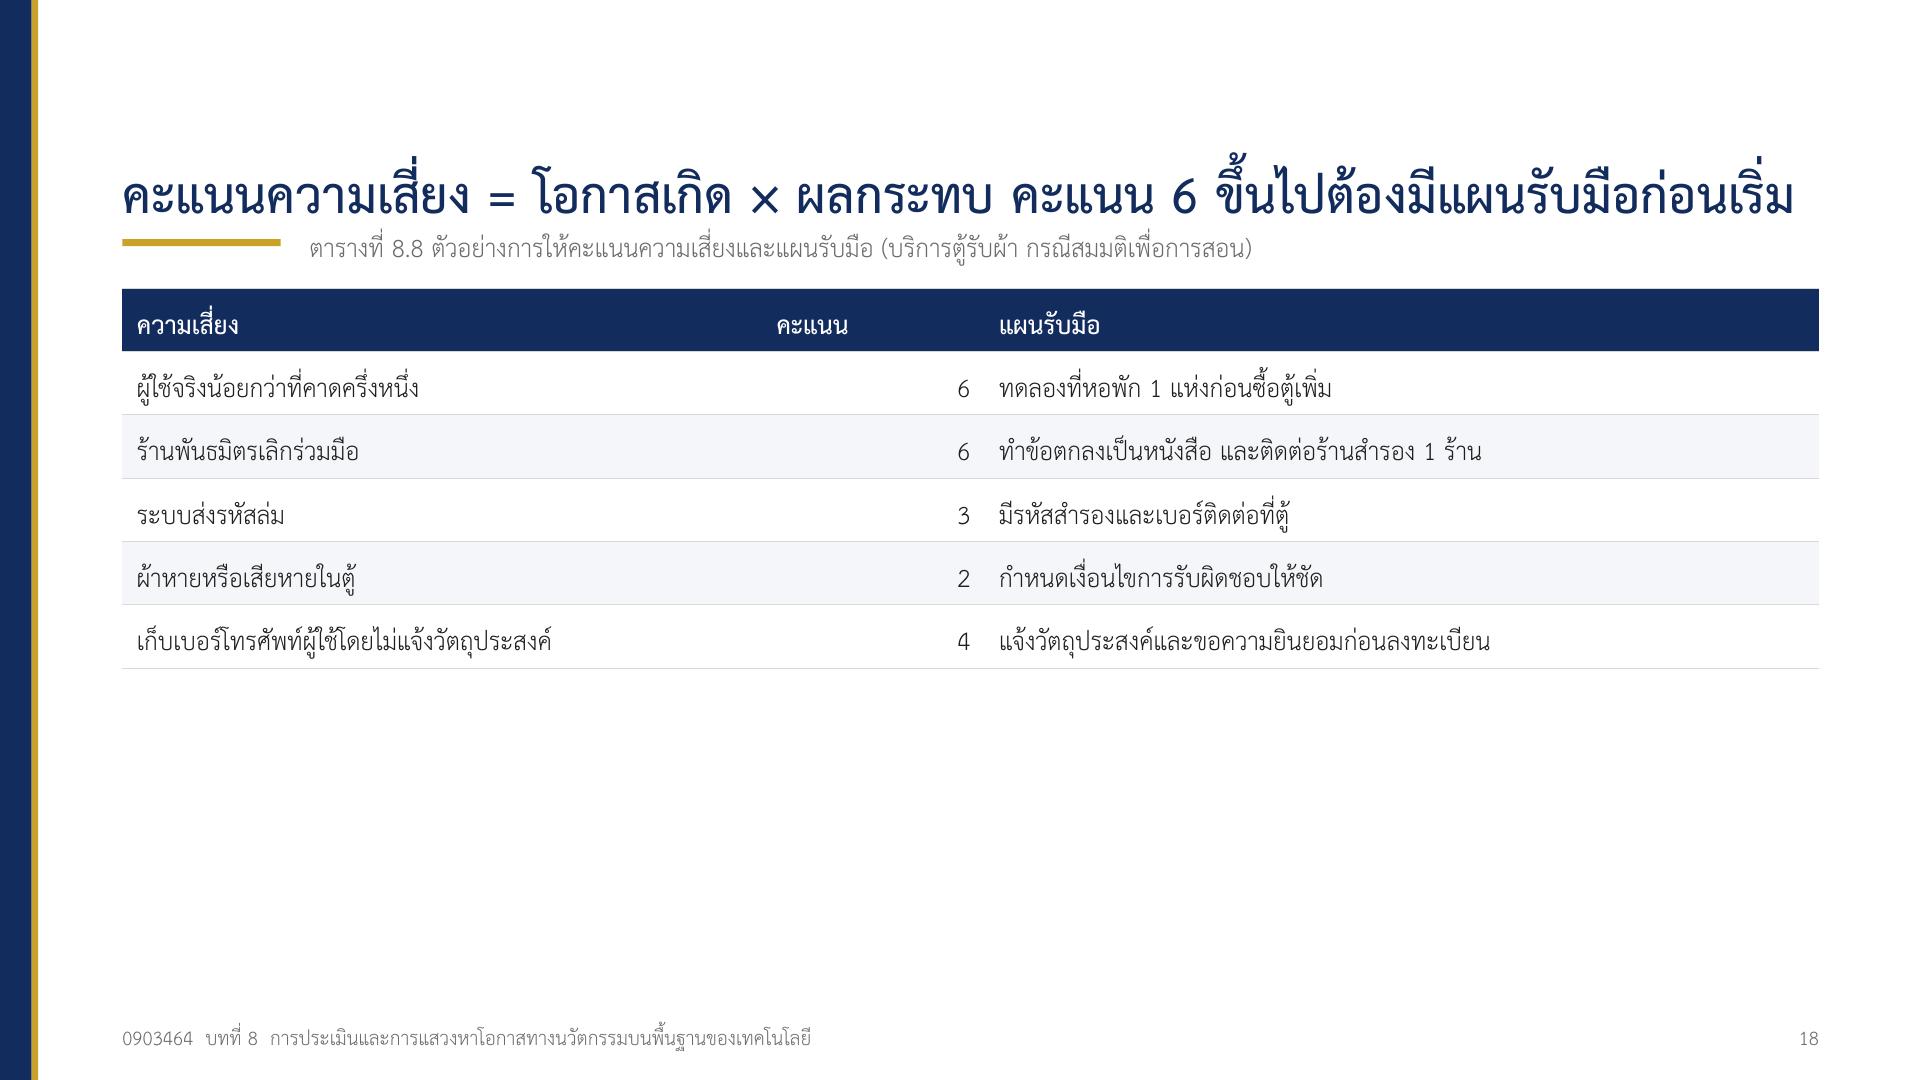 คะแนนความเสี่ยง = โอกาสเกิด × ผลกระทบ คะแนน 6 ขึ้นไปต้องมีแผนรับมือก่อนเริ่ม
ตารางที่ 8.8 ตัวอย่างการให้คะแนนความเสี่ยงและแผนรับมือ (บริการตู้รับผ้า กรณีสมมติเพื่อการสอน)
ความเสี่ยง คะแนน แผนรับมือ
ผู้ใช้จริงน้อยกว่าที่คาดครึ่งหนึ่ง 6 ทดลองที่หอพัก 1 แห่งก่อนซื้อตู้เพิ่ม
ร้านพันธมิตรเลิกร่วมมือ 6 ทำข้อตกลงเป็นหนังสือ และติดต่อร้านสำรอง 1 ร้าน
ระบบส่งรหัสล่ม 3 มีรหัสสำรองและเบอร์ติดต่อที่ตู้
ผ้าหายหรือเสียหายในตู้ 2 กำหนดเงื่อนไขการรับผิดชอบให้ชัด
เก็บเบอร์โทรศัพท์ผู้ใช้โดยไม่แจ้งวัตถุประสงค์ 4 แจ้งวัตถุประสงค์และขอความยินยอมก่อนลงทะเบียน
0903464 บทที่ 8 การประเมินและการแสวงหาโอกาสทางนวัตกรรมบนพื้นฐานของเทคโนโลยี 18